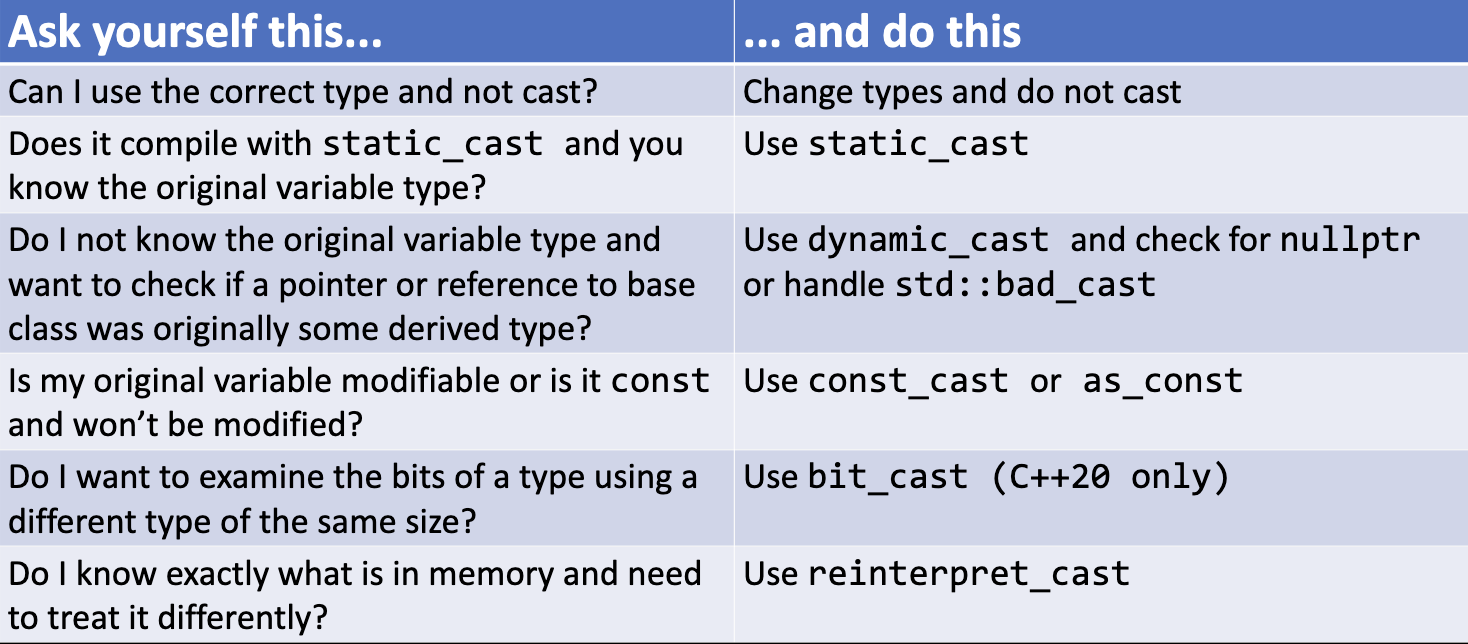 Ask yourself this...
... and do this
Can I use the correct type and not cast?
Change types and do not cast
Does it compile with static_cast and you
know the original variable type?
Use static_cast
Do I not know the original variable type and
want to check if a pointer or reference to base
class was originally some derived type?
Use dynamic_cast and check for nullptr
or handle std::bad_cast
Is my original variable modifiable or is it const
and won’t be modified?
Use const_cast or as_const
Do I want to examine the bits of a type using a
different type of the same size?
Use bit_cast (C++20 only)
Do I know exactly what is in memory and need
to treat it differently?
Use reinterpret_cast